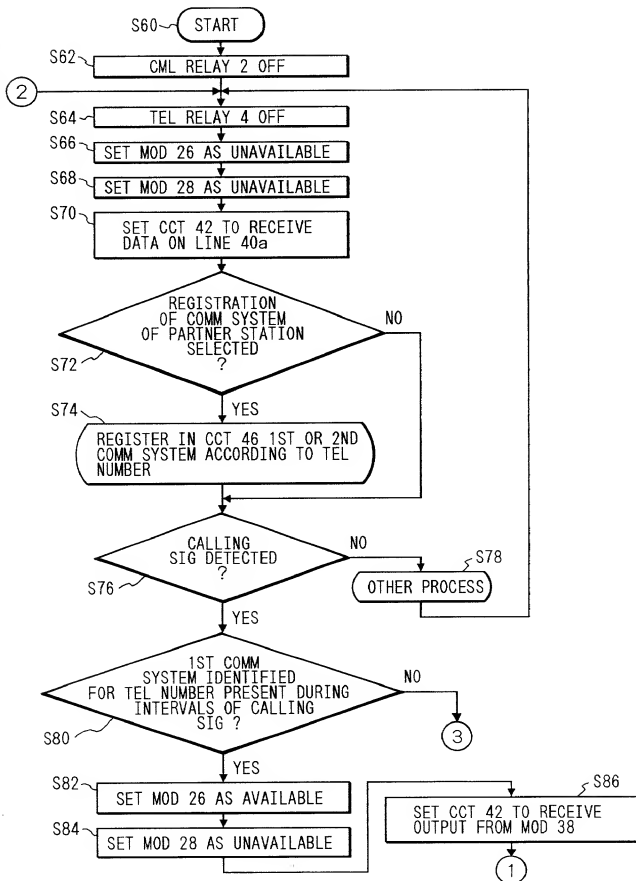 S60
START
S62
CML RELAY 2 OFF
2
S64
TEL RELAY 4 OFF
S66
SET MOD 26 AS UNAVAILABLE
S68
SET MOD 28 AS UNAVAILABLE
S70
SET CCT 42 TO RECEIVE
DATA ON LINE 40a
REGISTRATION
OF COMM SYSTEM
OF PARTNER STATION
SELECTED
?
NO
S72
YES
S74
REGISTER IN CCT 46 1ST OR 2ND
COMM SYSTEM ACCORDING TO TEL
NUMBER
CALLING
SIG DETECTED
?
NO
S76
S78
OTHER PROCESS
YES
1ST COMM
SYSTEM IDENTIFIED
FOR TEL NUMBER PRESENT DURING
INTERVALS OF CALLING
SIG ?
NO
3
S80
YES
S82
SET MOD 26 AS AVAILABLE
S84
SET MOD 28 AS UNAVAILABLE
S86
SET CCT 42 TO RECEIVE
OUTPUT FROM MOD 38
1